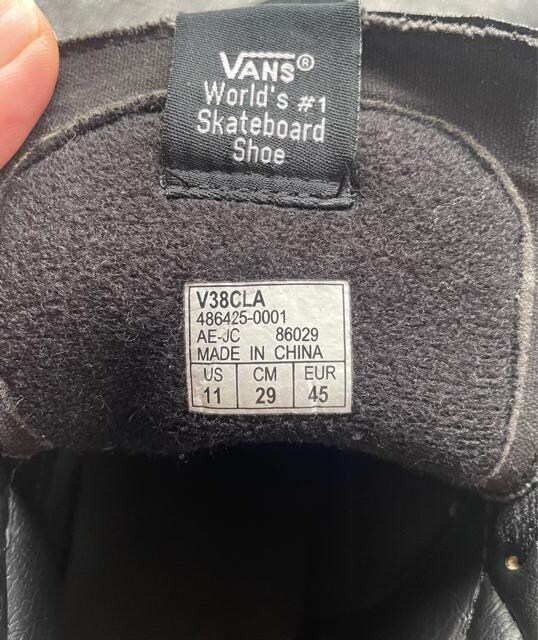 VANS®
World's #1
Skateboard
Shoe
V38CLA
486425-0001
AE-JC 86029
MADE IN CHINA
US CM EUR
11 29 45